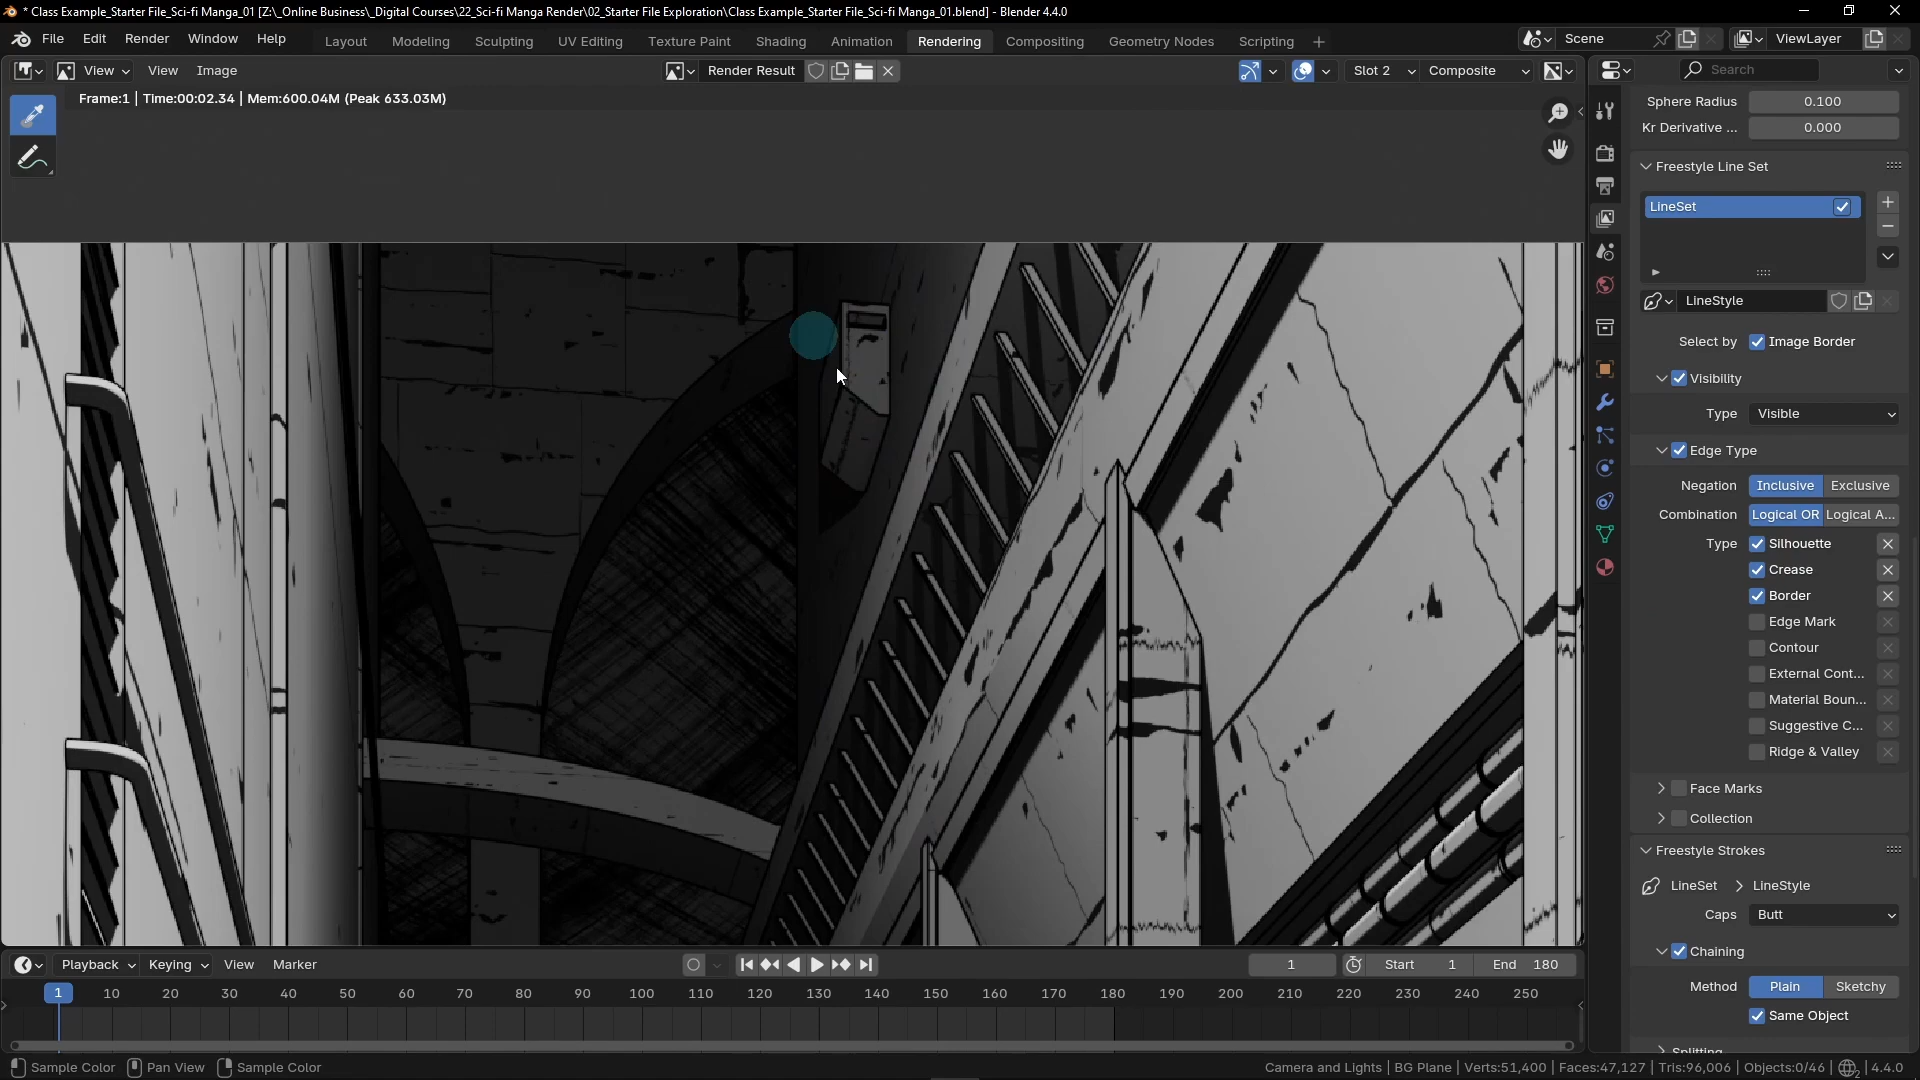 * Class Example_Starter File_Sci-fi Manga_01 [Z:\_Online Business\_Digital Courses\22_Sci-fi Manga Render\02_Starter File Exploration\Class Example_Starter File_Sci-fi Manga_01.blend] - Blender 4.4.0
File Edit Render Window Help Layout Modeling Sculpting UV Editing Texture Paint Shading Animation Rendering Compositing Geometry Nodes Scripting + Scene ViewLayer
View View Image Render Result Slot 2 Composite Search
Frame:1 | Time:00:02.34 | Mem:600.04M (Peak 633.03M)
Sphere Radius 0.100
Kr Derivative ... 0.000
Freestyle Line Set
LineSet
LineStyle
Select by Image Border
Visibility
Type Visible
Edge Type
Negation Inclusive Exclusive
Combination Logical OR Logical A...
Type Silhouette
Crease
Border
Edge Mark
Contour
External Cont...
Material Boun...
Suggestive C...
Ridge & Valley
Face Marks
Collection
Freestyle Strokes
LineSet > LineStyle
Caps Butt
Chaining
Method Plain Sketchy
Same Object
Splitting
Playback Keying View Marker 1 Start 1 End 180
1 10 20 30 40 50 60 70 80 90 100 110 120 130 140 150 160 170 180 190 200 210 220 230 240 250
Sample Color Pan View Sample Color Camera and Lights | BG Plane | Verts:51,400 | Faces:47,127 | Tris:96,006 | Objects:0/46 | 2 | 4.4.0